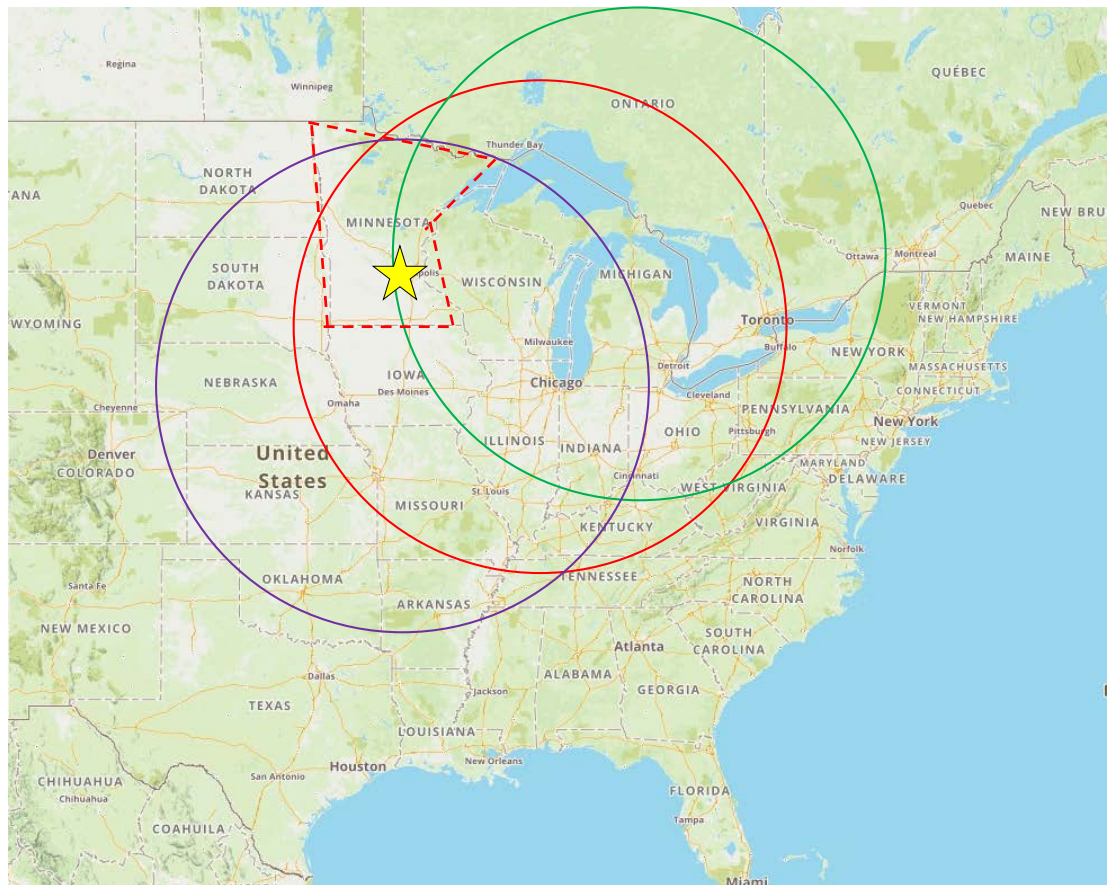 QUÉBEC
Regina
Winnipeg
ONTARIO
Thunder Bay
NORTH
DAKOTA
TANA
MINNESOTA
Québec
NEW BRU
Ottawa
Montreal
MAINE
SOUTH
DAKOTA
polis
WISCONSIN
MICHIGAN
VERMONT
NEW HAMPSHIRE
WYOMING
Toronto
Milwaukee
Buffalo
NEW YORK
Detroit
MASSACHUSETTS
IOWA
NEBRASKA
Chicago
CONNECTICUT
Des Moines
Cleveland
Omaha
Cheyenne
PENNSYLVANIA
New York
Pittsburgh
OHIO
ILLINOIS
INDIANA
NEW JERSEY
United
States
Denver
COLORADO
MARYLAND
DELAWARE
Cincinnati
KANSAS
St. Louis
WEST VIRGINIA
MISSOURI
KENTUCKY
VIRGINIA
Norfolk
OKLAHOMA
TENNESSEE
Santa Fe
NORTH
CAROLINA
ARKANSAS
NEW MEXICO
SOUTH
CAROLINA
Atlanta
Dallas
ALABAMA
GEORGIA
Jackson
TEXAS
LOUISIANA
New Orleans
Houston
San Antonio
CHIHUAHUA
Chihuahua
FLORIDA
Tampa
COAHUILA
Miami